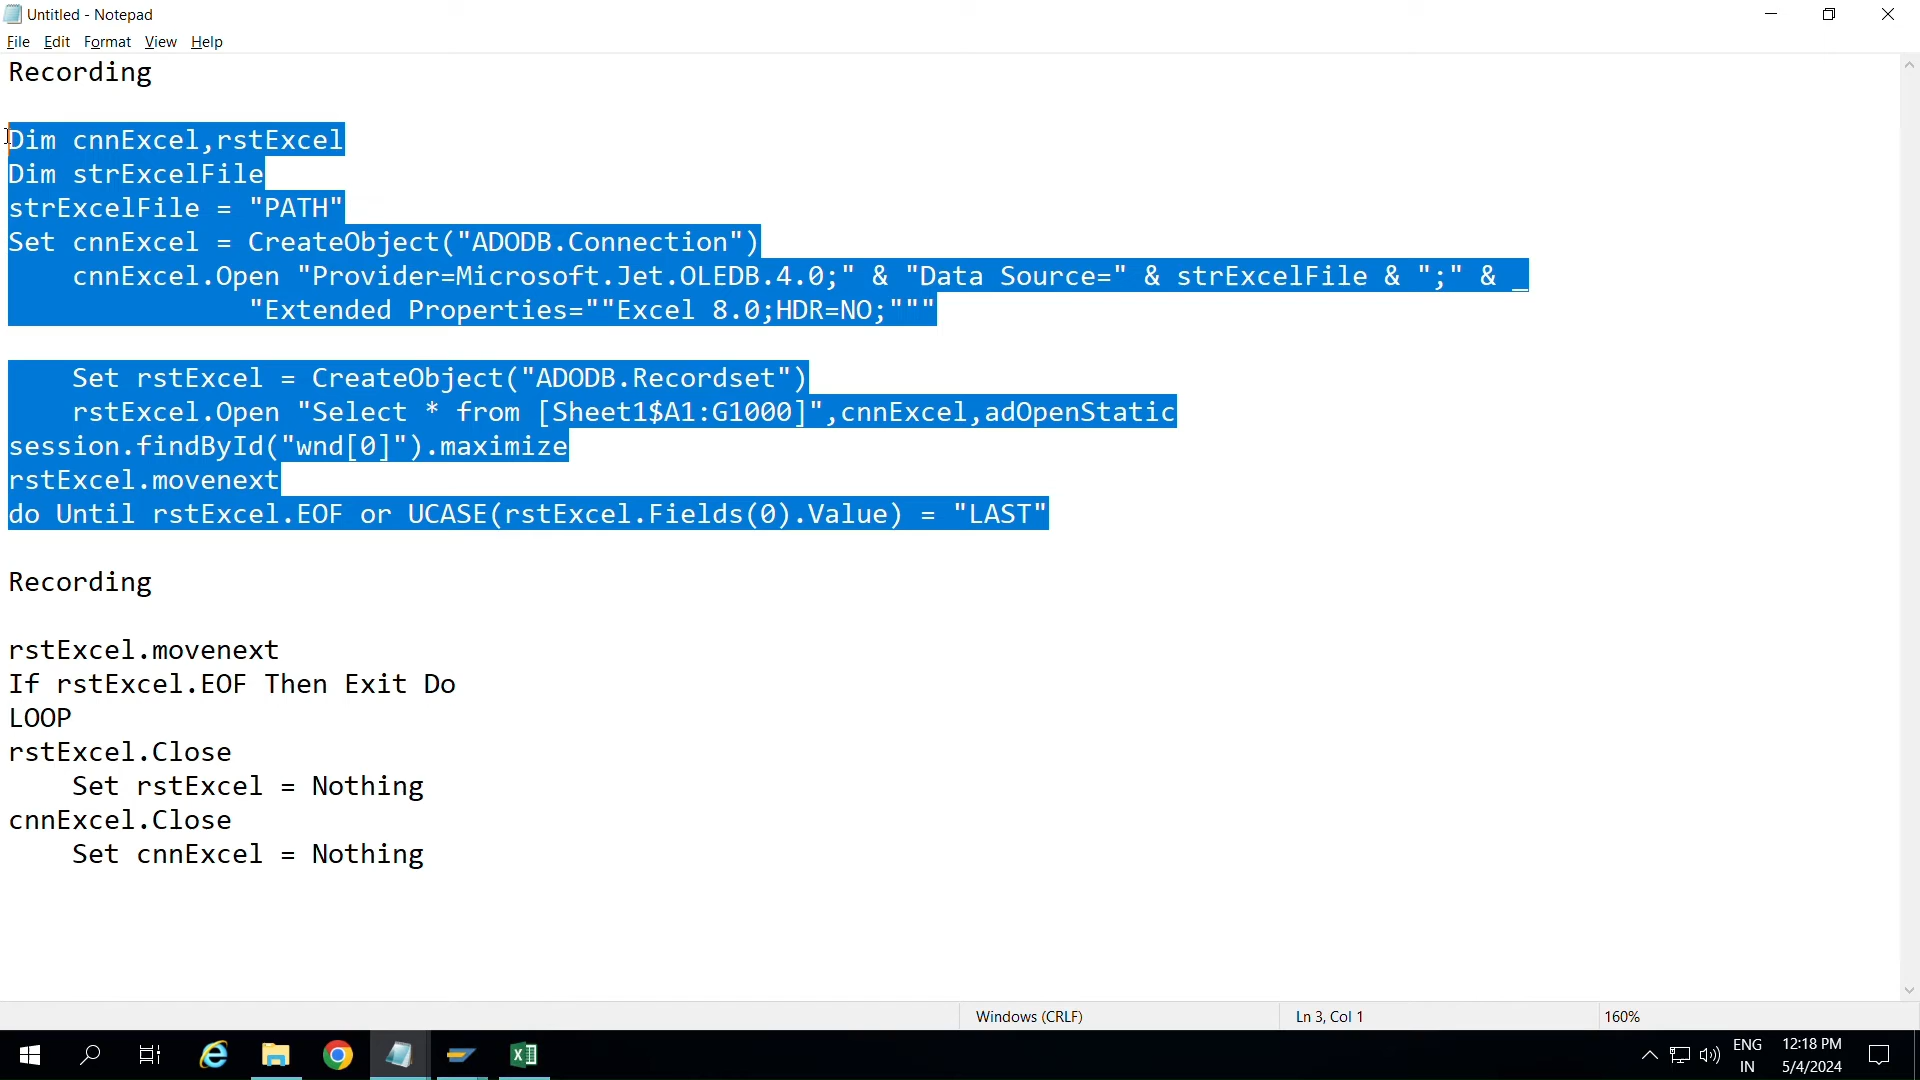 Untitled - Notepad
File Edit Format View Help
Recording
Dim cnnExcel,rstExcel
Dim strExcelFile
strExcelFile = "PATH"
Set cnnExcel = CreateObject("ADODB.Connection")
cnnExcel.Open "Provider=Microsoft.Jet.OLEDB.4.0;" & "Data Source=" & strExcelFile & ";" & _
"Extended Properties=""Excel 8.0;HDR=NO;"""
Set rstExcel = CreateObject("ADODB.Recordset")
rstExcel.Open "Select * from [Sheet1$A1:G1000]",cnnExcel,adOpenStatic
session.findById("wnd[0]").maximize
rstExcel.movenext
do Until rstExcel.EOF or UCASE(rstExcel.Fields(0).Value) = "LAST"
Recording
rstExcel.movenext
If rstExcel.EOF Then Exit Do
LOOP
rstExcel.Close
Set rstExcel = Nothing
cnnExcel.Close
Set cnnExcel = Nothing
Windows (CRLF) Ln 3, Col 1 160%
ENG 12:18 PM
IN 5/4/2024